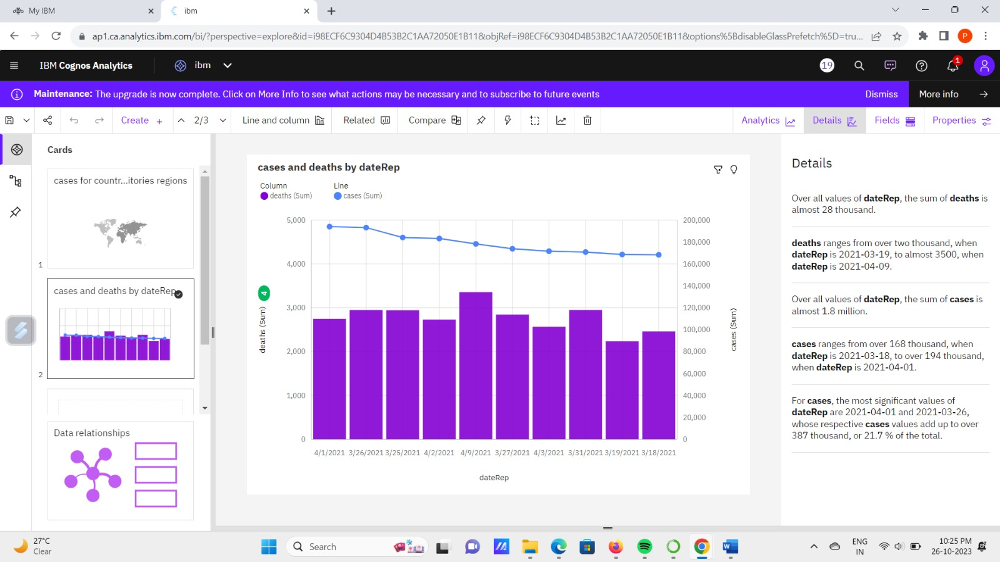 My IBM
ibm
ap1.ca.analytics.ibm.com/bi/?perspective=explore&id=i98ECF6C9304D4B53B2C1AA72050E1B11&objRef=i98ECF6C9304D4B53B2C1AA72050E1B11&options%5BdisableGlassPrefetch%5D=tru...
P
IBM Cognos Analytics
ibm
19
1
Maintenance: The upgrade is now complete. Click on More Info to see what actions may be necessary and to subscribe to future events
Dismiss
More info
Create
2/3
Line and column
Related
Compare
Analytics
Details
Fields
Properties
Cards
cases for countr...itories regions
1
cases and deaths by dateRep
2
Data relationships
cases and deaths by dateRep
Column
Line
deaths (Sum)
cases (Sum)
5,000
4,000
3,000
2,000
1,000
0
4
deaths (Sum)
200,000
180,000
160,000
140,000
120,000
100,000
80,000
60,000
40,000
20,000
0
cases (Sum)
4/1/2021 3/26/2021 3/25/2021 4/2/2021 4/9/2021 3/27/2021 4/3/2021 3/31/2021 3/19/2021 3/18/2021
dateRep
Details
Over all values of dateRep, the sum of deaths is
almost 28 thousand.
deaths ranges from over two thousand, when
dateRep is 2021-03-19, to almost 3500, when
dateRep is 2021-04-09.
Over all values of dateRep, the sum of cases is
almost 1.8 million.
cases ranges from over 168 thousand, when
dateRep is 2021-03-18, to over 194 thousand,
when dateRep is 2021-04-01.
For cases, the most significant values of
dateRep are 2021-04-01 and 2021-03-26,
whose respective cases values add up to over
387 thousand, or 21.7 % of the total.
27°C
Clear
Search
ENG
IN
10:25 PM
26-10-2023